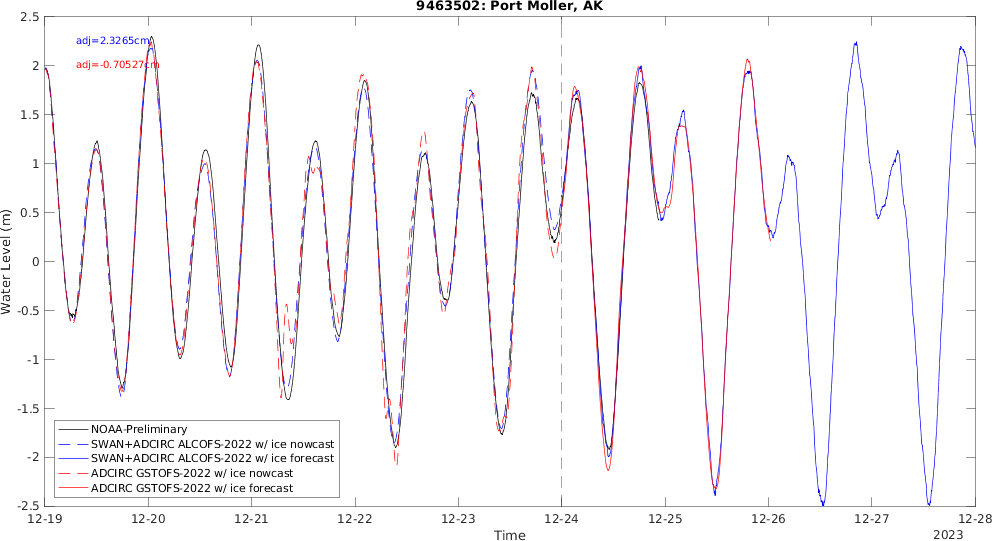 9463502: Port Moller, AK
2.5
2
1.5
1
0.5
0
-0.5
-1
-1.5
-2
-2.5
Water Level (m)
adj=2.3265cm
adj=-0.70527cm
NOAA-Preliminary
SWAN+ADCIRC ALCOFS-2022 w/ ice nowcast
SWAN+ADCIRC ALCOFS-2022 w/ ice forecast
ADCIRC GSTOFS-2022 w/ ice nowcast
ADCIRC GSTOFS-2022 w/ ice forecast
12-19 12-20 12-21 12-22 12-23 12-24 12-25 12-26 12-27 12-28
Time
2023